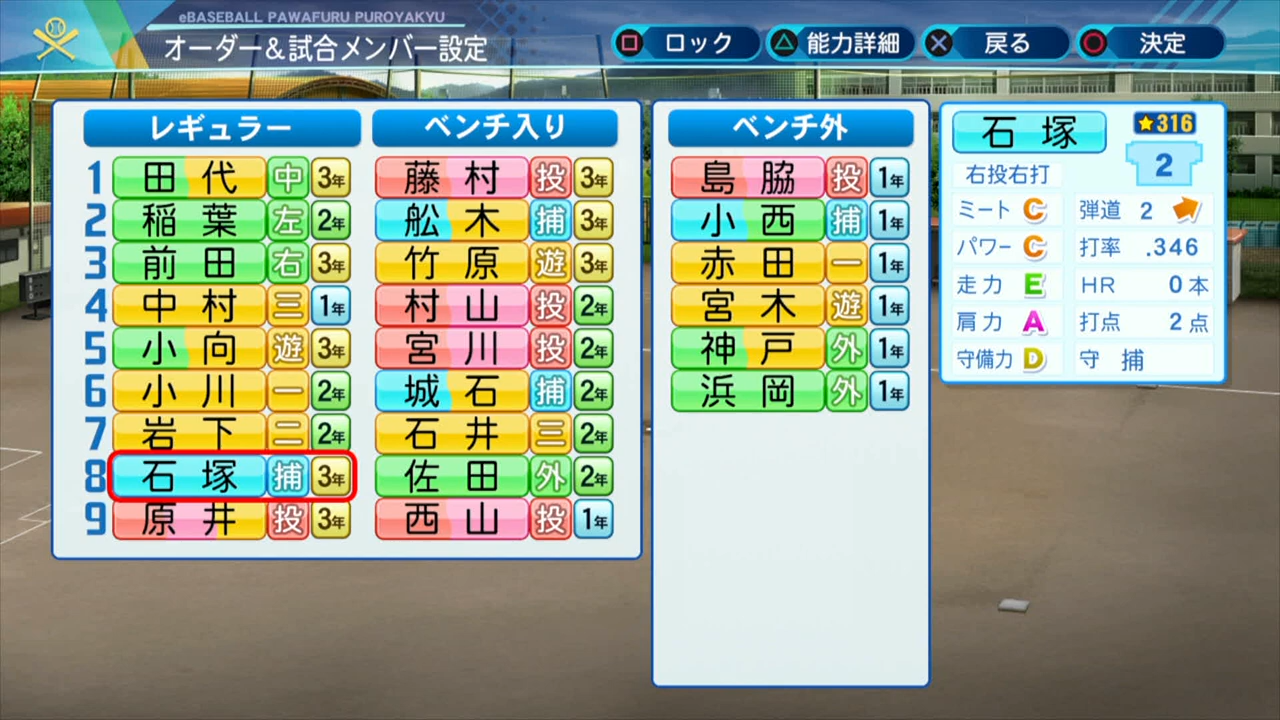 eBASEBALL PAWAFURU PUROYAKYU
オーダー＆試合メンバー設定
ロック 能力詳細 戻る 決定
レギュラー
1 田代 中 3年
2 稲葉 左 2年
3 前田 右 3年
4 中村 三 1年
5 小向 遊 3年
6 小川 一 2年
7 岩下 二 2年
8 石塚 捕 3年
9 原井 投 3年
ベンチ入り
藤村 投 3年
舩木 捕 3年
竹原 遊 3年
村山 投 2年
宮川 投 2年
城石 捕 2年
石井 三 2年
佐田 外 2年
西山 投 1年
ベンチ外
島脇 投 1年
小西 捕 1年
赤田 一 1年
宮木 遊 1年
神戸 外 1年
浜岡 外 1年
石塚 ★316
2
右投右打
ミート C 弾道 2
パワー C 打率 .346
走力 E HR 0本
肩力 A 打点 2点
守備力 D 守 捕